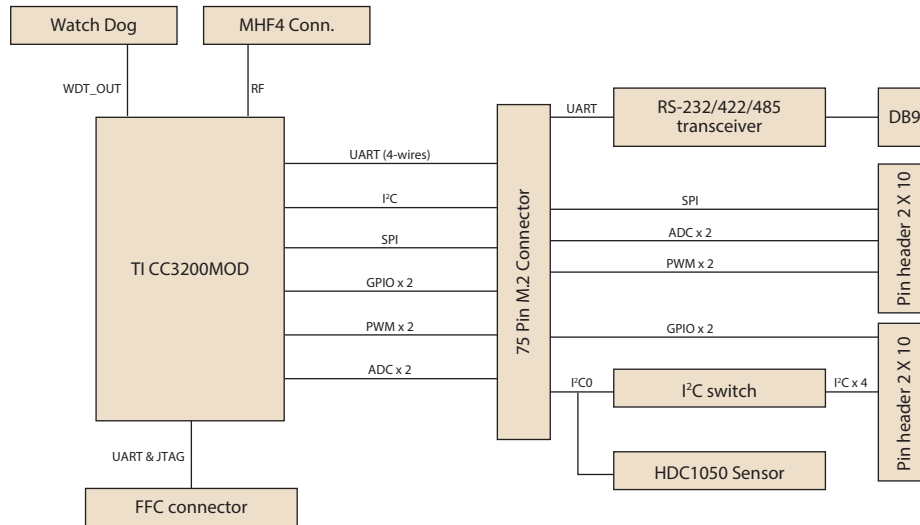 Watch Dog
MHF4 Conn.
WDT_OUT
RF
TI CC3200MOD
UART (4-wires)
I²C
SPI
GPIO x 2
PWM x 2
ADC x 2
UART & JTAG
FFC connector
75 Pin M.2 Connector
UART
RS-232/422/485
transceiver
DB9
SPI
ADC x 2
PWM x 2
Pin header 2 X 10
GPIO x 2
I²C0
I²C switch
I²C x 4
Pin header 2 X 10
HDC1050 Sensor